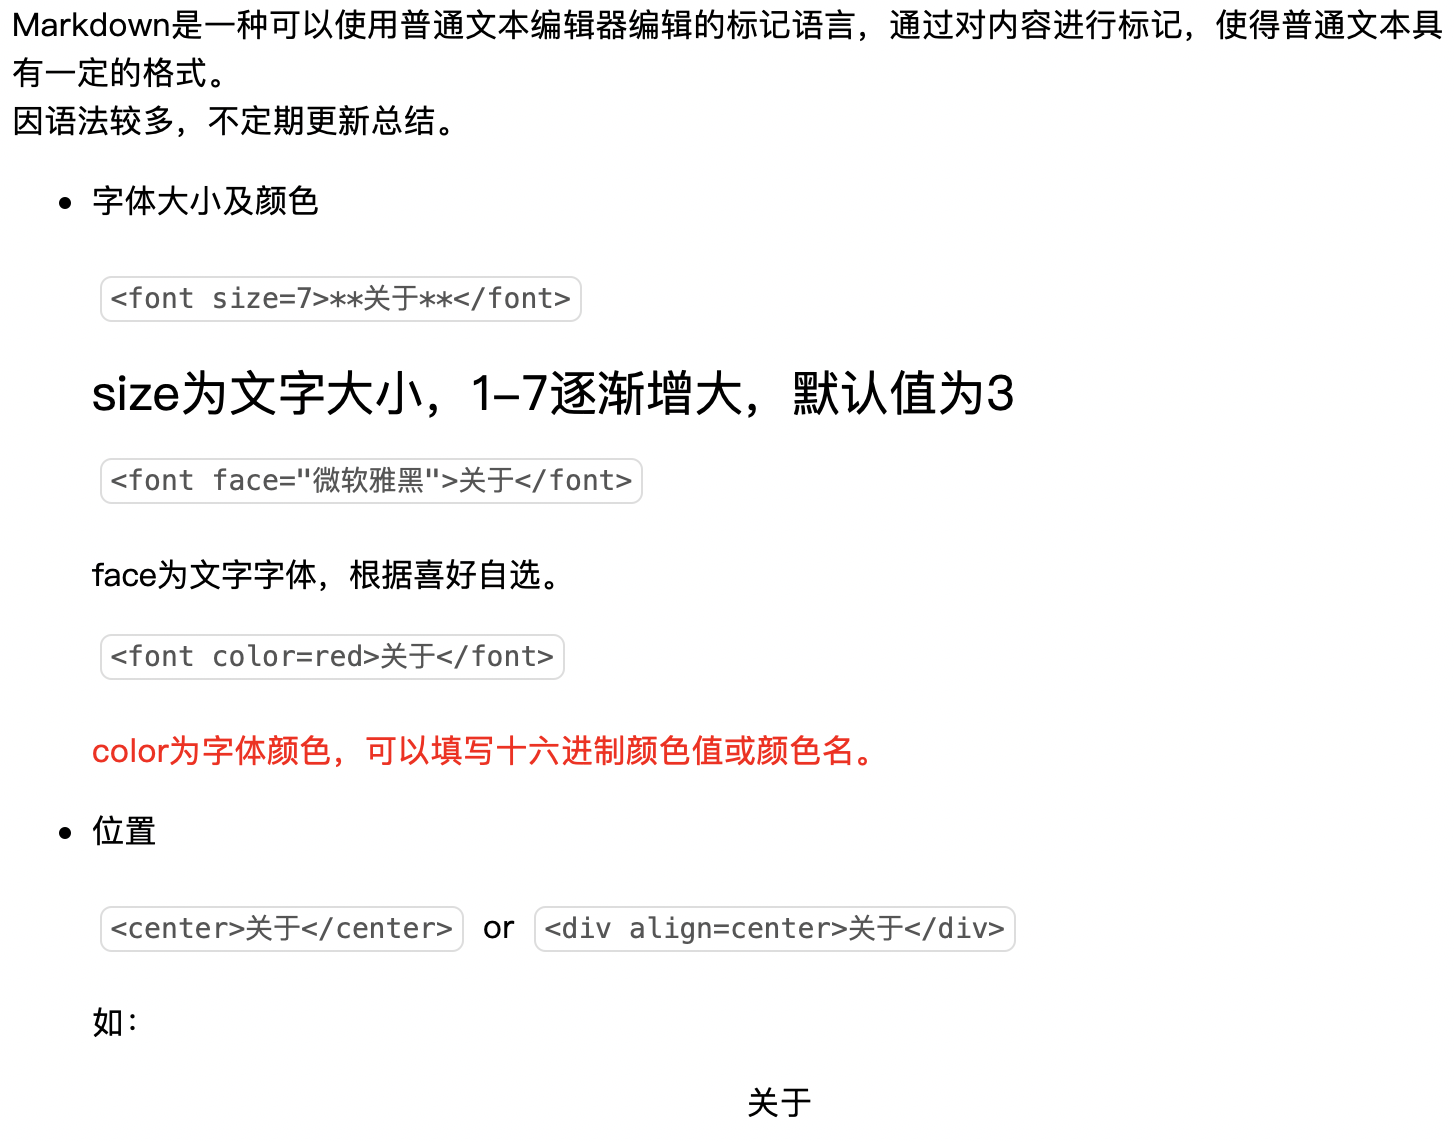 Markdown是一种可以使用普通文本编辑器编辑的标记语言，通过对内容进行标记，使得普通文本具
有一定的格式。
因语法较多，不定期更新总结。
• 字体大小及颜色
<font size=7>**关于**</font>
size为文字大小，1-7逐渐增大，默认值为3
<font face="微软雅黑">关于</font>
face为文字字体，根据喜好自选。
<font color=red>关于</font>
color为字体颜色，可以填写十六进制颜色值或颜色名。
• 位置
<center>关于</center> or <div align=center>关于</div>
如：
关于